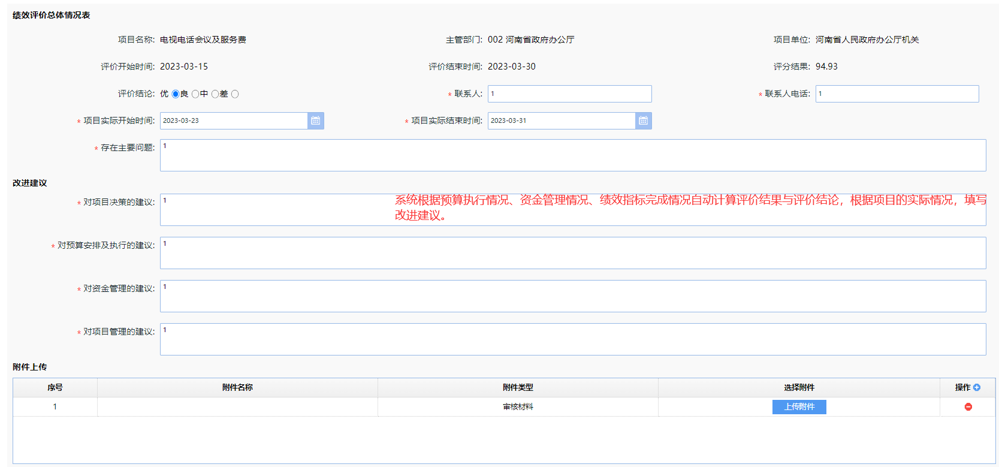 绩效评价总体情况表
项目名称: 电视电话会议及服务费 主管部门: 002 河南省政府办公厅 项目单位: 河南省人民政府办公厅机关
评价开始时间: 2023-03-15 评价结束时间: 2023-03-30 评分结果: 94.93
评价结论: 优 良 中 差 * 联系人: 1 * 联系人电话: 1
* 项目实际开始时间: 2023-03-23 * 项目实际结束时间: 2023-03-31
* 存在主要问题: 1
改进建议
* 对项目决策的建议: 1
系统根据预算执行情况、资金管理情况、绩效指标完成情况自动计算评价结果与评价结论，根据项目的实际情况，填写
改进建议。
* 对预算安排及执行的建议: 1
* 对资金管理的建议: 1
* 对项目管理的建议: 1
附件上传
序号 附件名称 附件类型 选择附件 操作
1 审核材料 上传附件